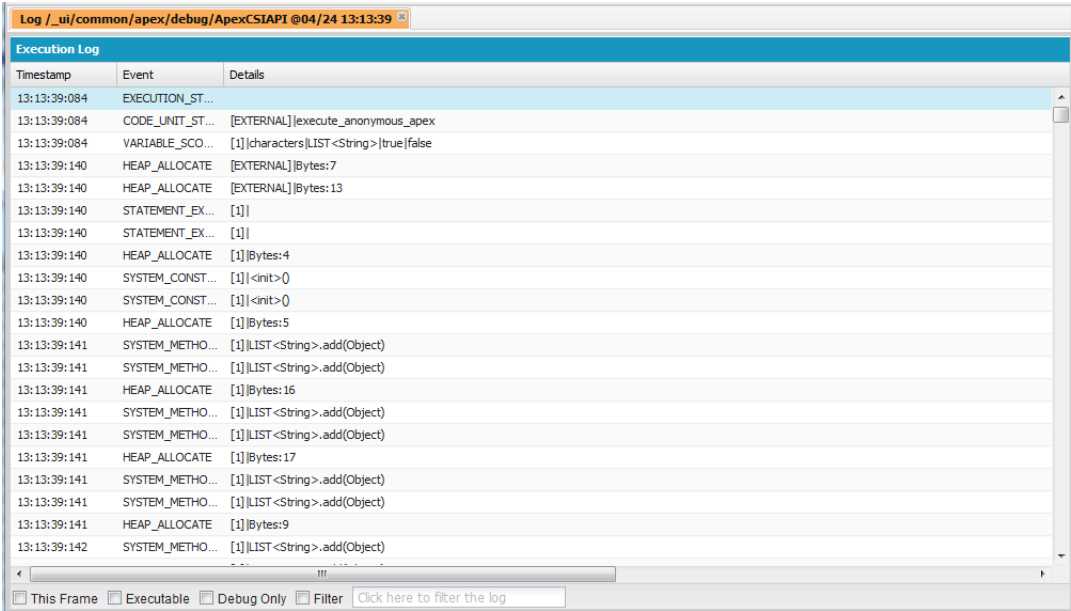 Log /_ui/common/apex/debug/ApexCSIAPI @04/24 13:13:39
Execution Log
Timestamp Event Details
13:13:39:084 EXECUTION_ST...
13:13:39:084 CODE_UNIT_ST... [EXTERNAL]|execute_anonymous_apex
13:13:39:084 VARIABLE_SCO... [1]|characters|LIST<String>|true|false
13:13:39:140 HEAP_ALLOCATE [EXTERNAL]|Bytes:7
13:13:39:140 HEAP_ALLOCATE [EXTERNAL]|Bytes:13
13:13:39:140 STATEMENT_EX... [1]|
13:13:39:140 STATEMENT_EX... [1]|
13:13:39:140 HEAP_ALLOCATE [1]|Bytes:4
13:13:39:140 SYSTEM_CONST... [1]|<init>()
13:13:39:140 SYSTEM_CONST... [1]|<init>()
13:13:39:140 HEAP_ALLOCATE [1]|Bytes:5
13:13:39:141 SYSTEM_METHO... [1]|LIST<String>.add(Object)
13:13:39:141 SYSTEM_METHO... [1]|LIST<String>.add(Object)
13:13:39:141 HEAP_ALLOCATE [1]|Bytes:16
13:13:39:141 SYSTEM_METHO... [1]|LIST<String>.add(Object)
13:13:39:141 SYSTEM_METHO... [1]|LIST<String>.add(Object)
13:13:39:141 HEAP_ALLOCATE [1]|Bytes:17
13:13:39:141 SYSTEM_METHO... [1]|LIST<String>.add(Object)
13:13:39:141 SYSTEM_METHO... [1]|LIST<String>.add(Object)
13:13:39:141 HEAP_ALLOCATE [1]|Bytes:9
13:13:39:142 SYSTEM_METHO... [1]|LIST<String>.add(Object)
This Frame Executable Debug Only Filter Click here to filter the log